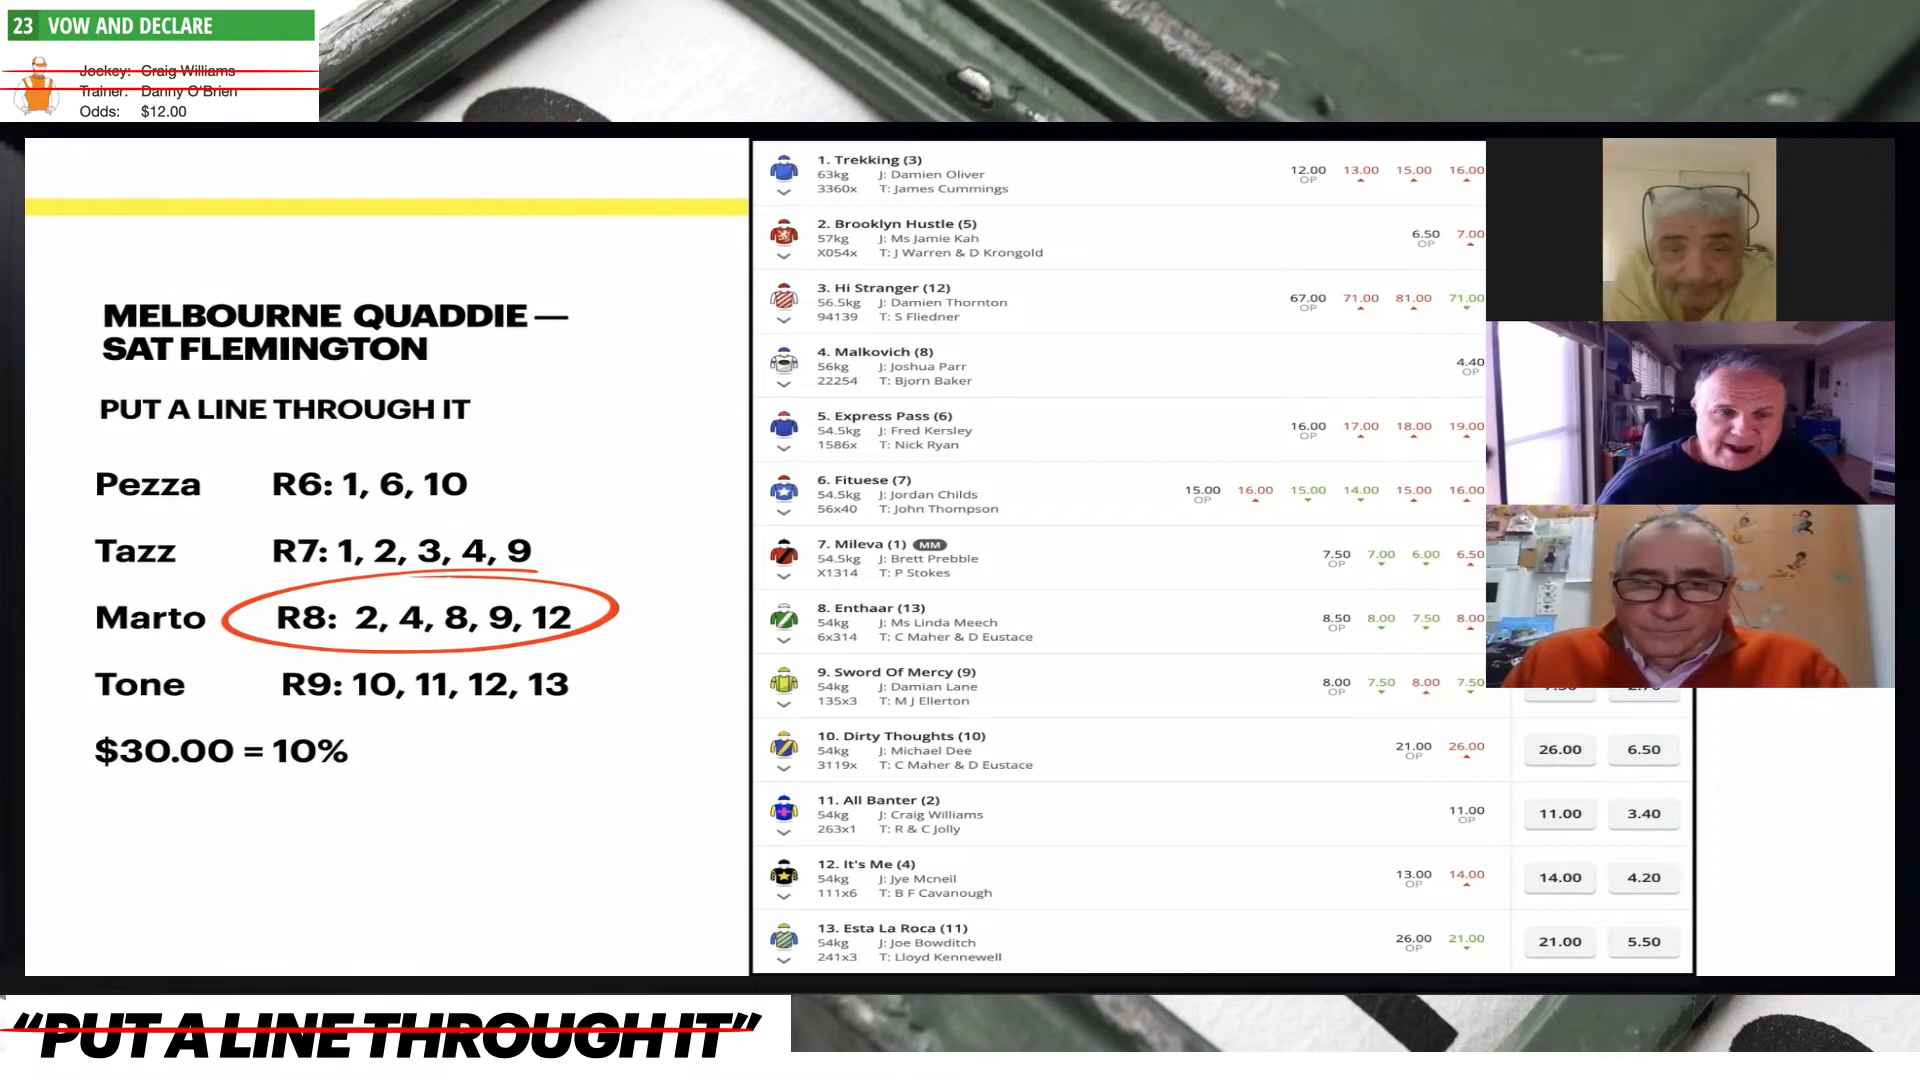 23 VOW AND DECLARE
Jockey: Craig Williams
Trainer: Danny O'Brien
Odds: $12.00
MELBOURNE QUADDIE —
SAT FLEMINGTON
PUT A LINE THROUGH IT
Pezza R6: 1, 6, 10
Tazz R7: 1, 2, 3, 4, 9
Marto R8: 2, 4, 8, 9, 12
Tone R9: 10, 11, 12, 13
$30.00 = 10%
1. Trekking (3)
63kg J: Damien Oliver 12.00 13.00 15.00 16.00
OP
3360x T: James Cummings
2. Brooklyn Hustle (5)
57kg J: Ms Jamie Kah 6.50 7.00
OP
X054x T: J Warren & D Krongold
3. Hi Stranger (12)
56.5kg J: Damien Thornton 67.00 71.00 81.00 71.00
OP
94139 T: S Fliedner
4. Malkovich (8)
56kg J: Joshua Parr 4.40
OP
22254 T: Bjorn Baker
5. Express Pass (6)
54.5kg J: Fred Kersley 16.00 17.00 18.00 19.00
OP
1586x T: Nick Ryan
6. Fituese (7)
54.5kg J: Jordan Childs 15.00 16.00 15.00 14.00 15.00 16.00
OP
56x40 T: John Thompson
7. Mileva (1) MM
54.5kg J: Brett Prebble 7.50 7.00 6.00 6.50
OP
X1314 T: P Stokes
8. Enthaar (13)
54kg J: Ms Linda Meech 8.50 8.00 7.50 8.00
OP
6x314 T: C Maher & D Eustace
9. Sword Of Mercy (9)
54kg J: Damian Lane 8.00 7.50 8.00 7.50
OP
135x3 T: M J Ellerton
10. Dirty Thoughts (10)
54kg J: Michael Dee 21.00 26.00 26.00 6.50
OP
3119x T: C Maher & D Eustace
11. All Banter (2)
54kg J: Craig Williams 11.00 11.00 3.40
OP
263x1 T: R & C Jolly
12. It's Me (4)
54kg J: Jye Mcneil 13.00 14.00 14.00 4.20
OP
111x6 T: B F Cavanough
13. Esta La Roca (11)
54kg J: Joe Bowditch 26.00 21.00 21.00 5.50
OP
241x3 T: Lloyd Kennewell
“PUT A LINE THROUGH IT”